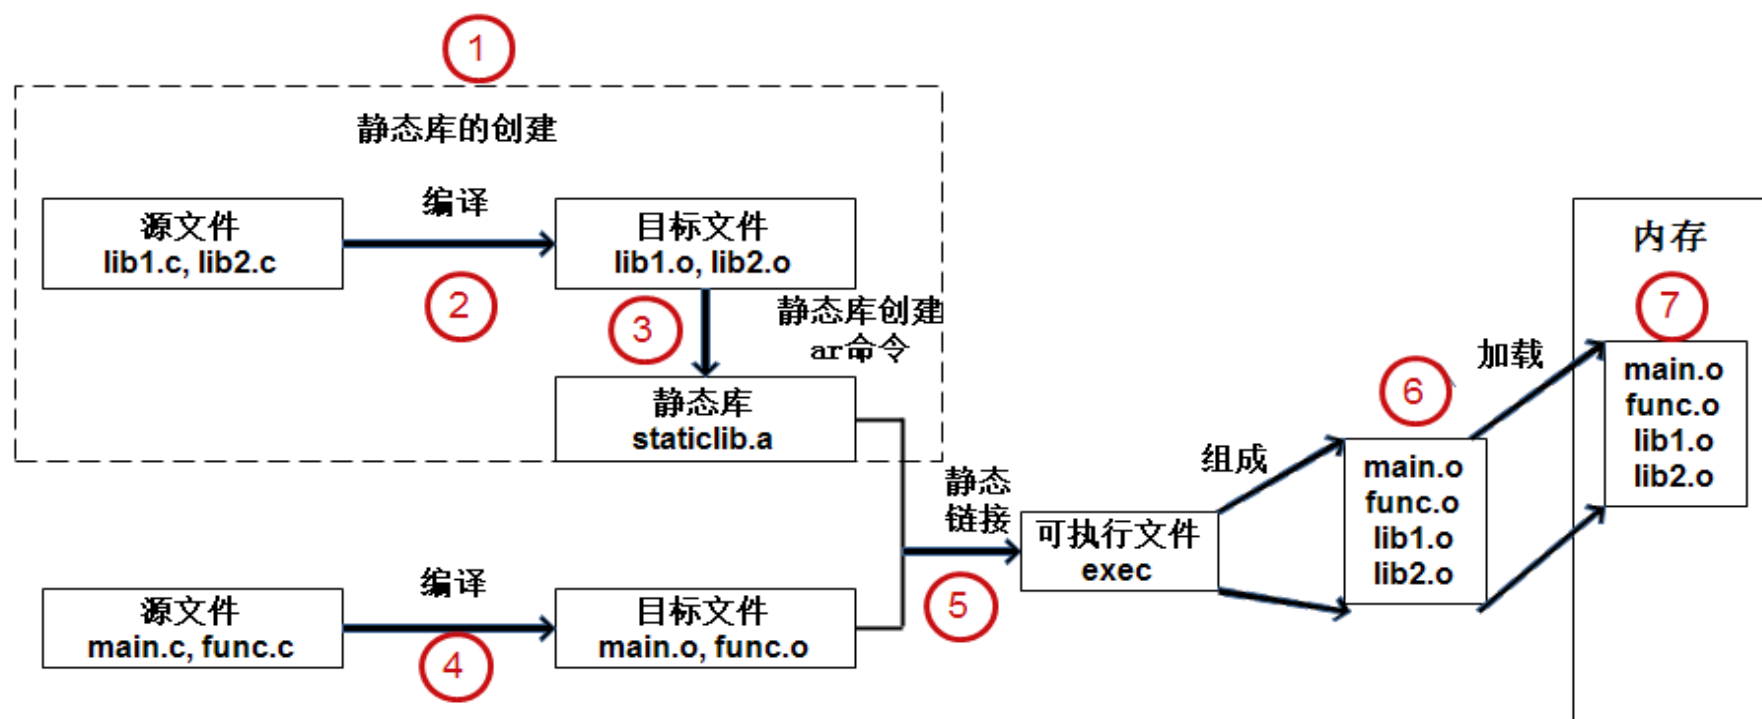 1
静态库的创建
源文件
lib1.c, lib2.c
编译
2
目标文件
lib1.o, lib2.o
3
静态库创建
ar命令
静态库
staticlib.a
源文件
main.c, func.c
编译
4
目标文件
main.o, func.o
静态
链接
5
可执行文件
exec
组成
6
main.o
func.o
lib1.o
lib2.o
加载
内存
7
main.o
func.o
lib1.o
lib2.o